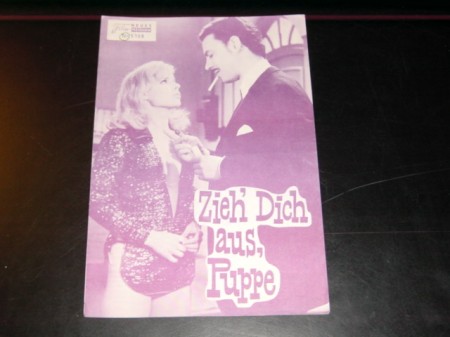 Zieh' Dich
aus,
Puppe